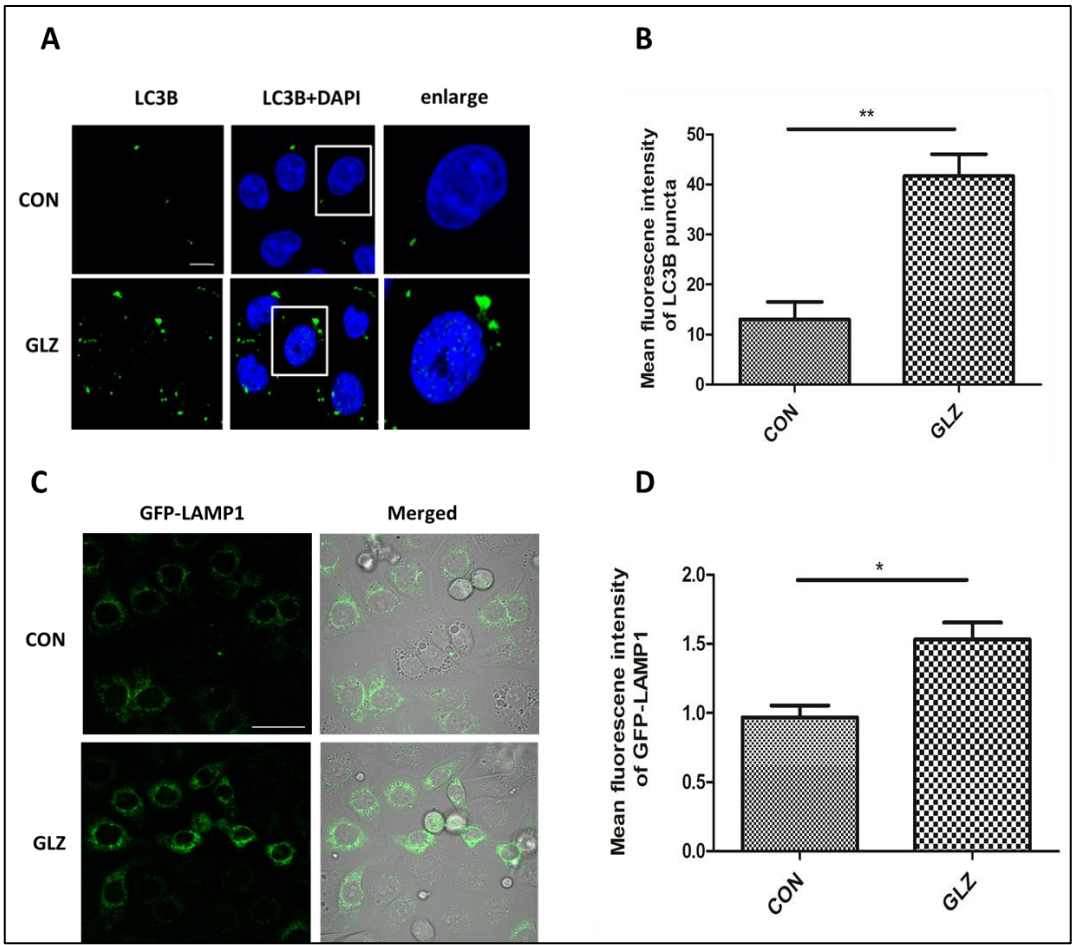 A
LC3B LC3B+DAPI enlarge
CON
GLZ
B
Mean fluorescene intensity
of LC3B puncta
50
40
30
20
10
0
**
CON GLZ
C
GFP-LAMP1 Merged
CON
GLZ
D
Mean fluorescene intensity
of GFP-LAMP1
2.0
1.5
1.0
0.5
0.0
*
CON GLZ